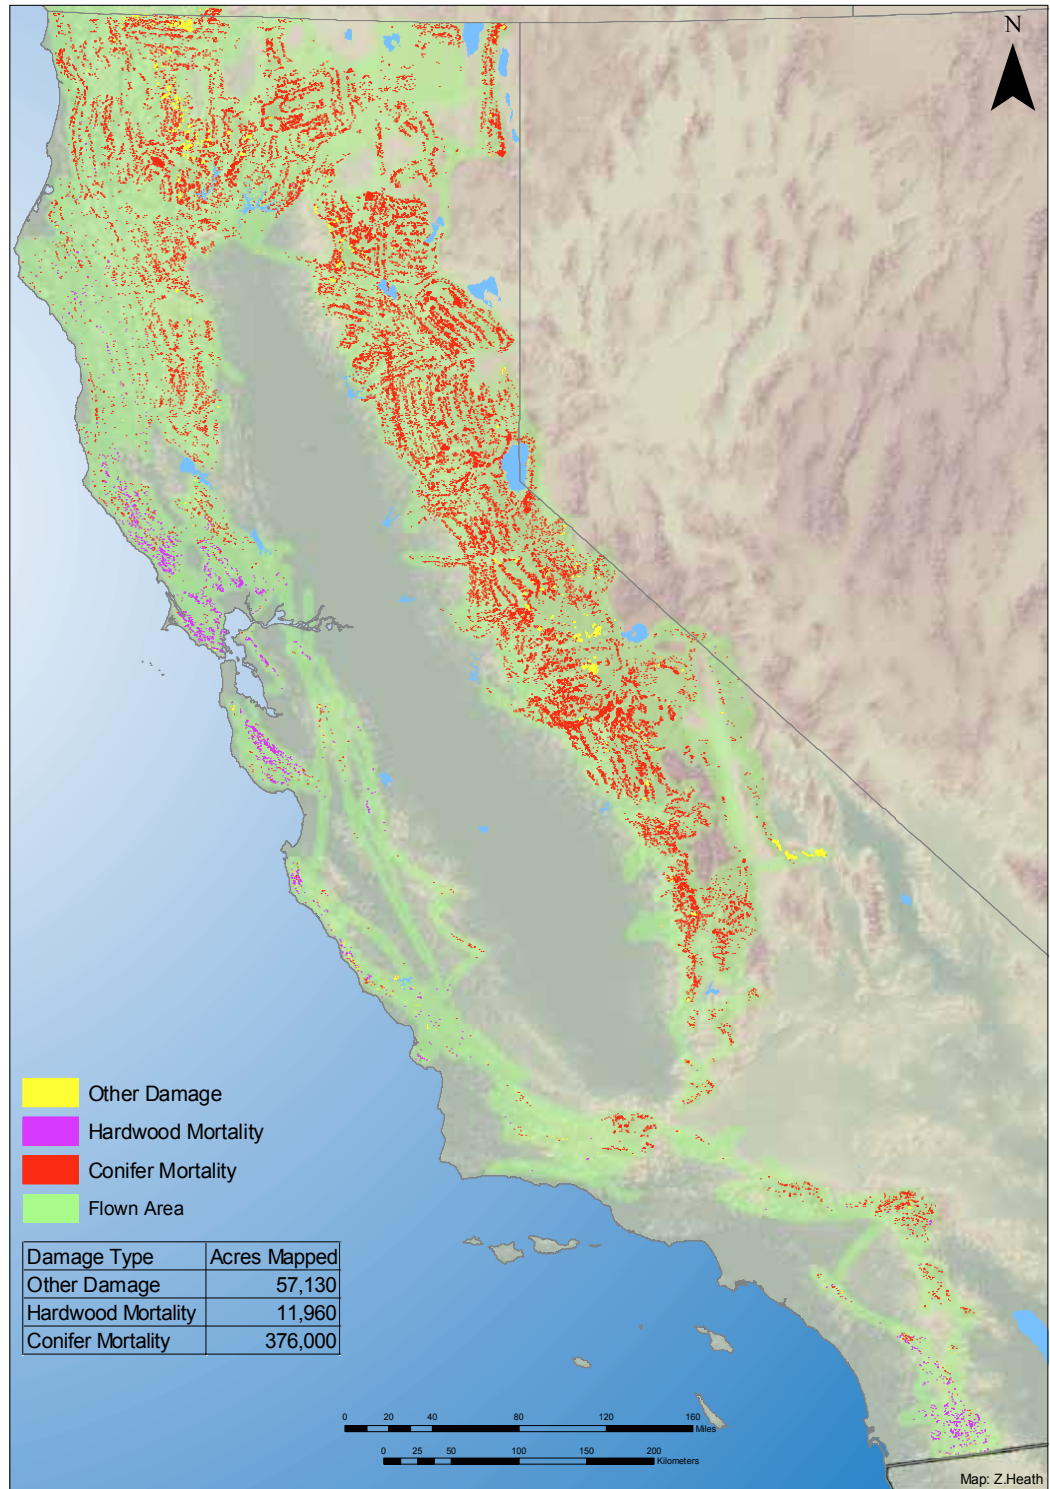 N
Other Damage
Hardwood Mortality
Conifer Mortality
Flown Area
Damage Type Acres Mapped
Other Damage 57,130
Hardwood Mortality 11,960
Conifer Mortality 376,000
0 20 40 80 120 160
Miles
0 25 50 100 150 200
Kilometers
Map: Z.Heath